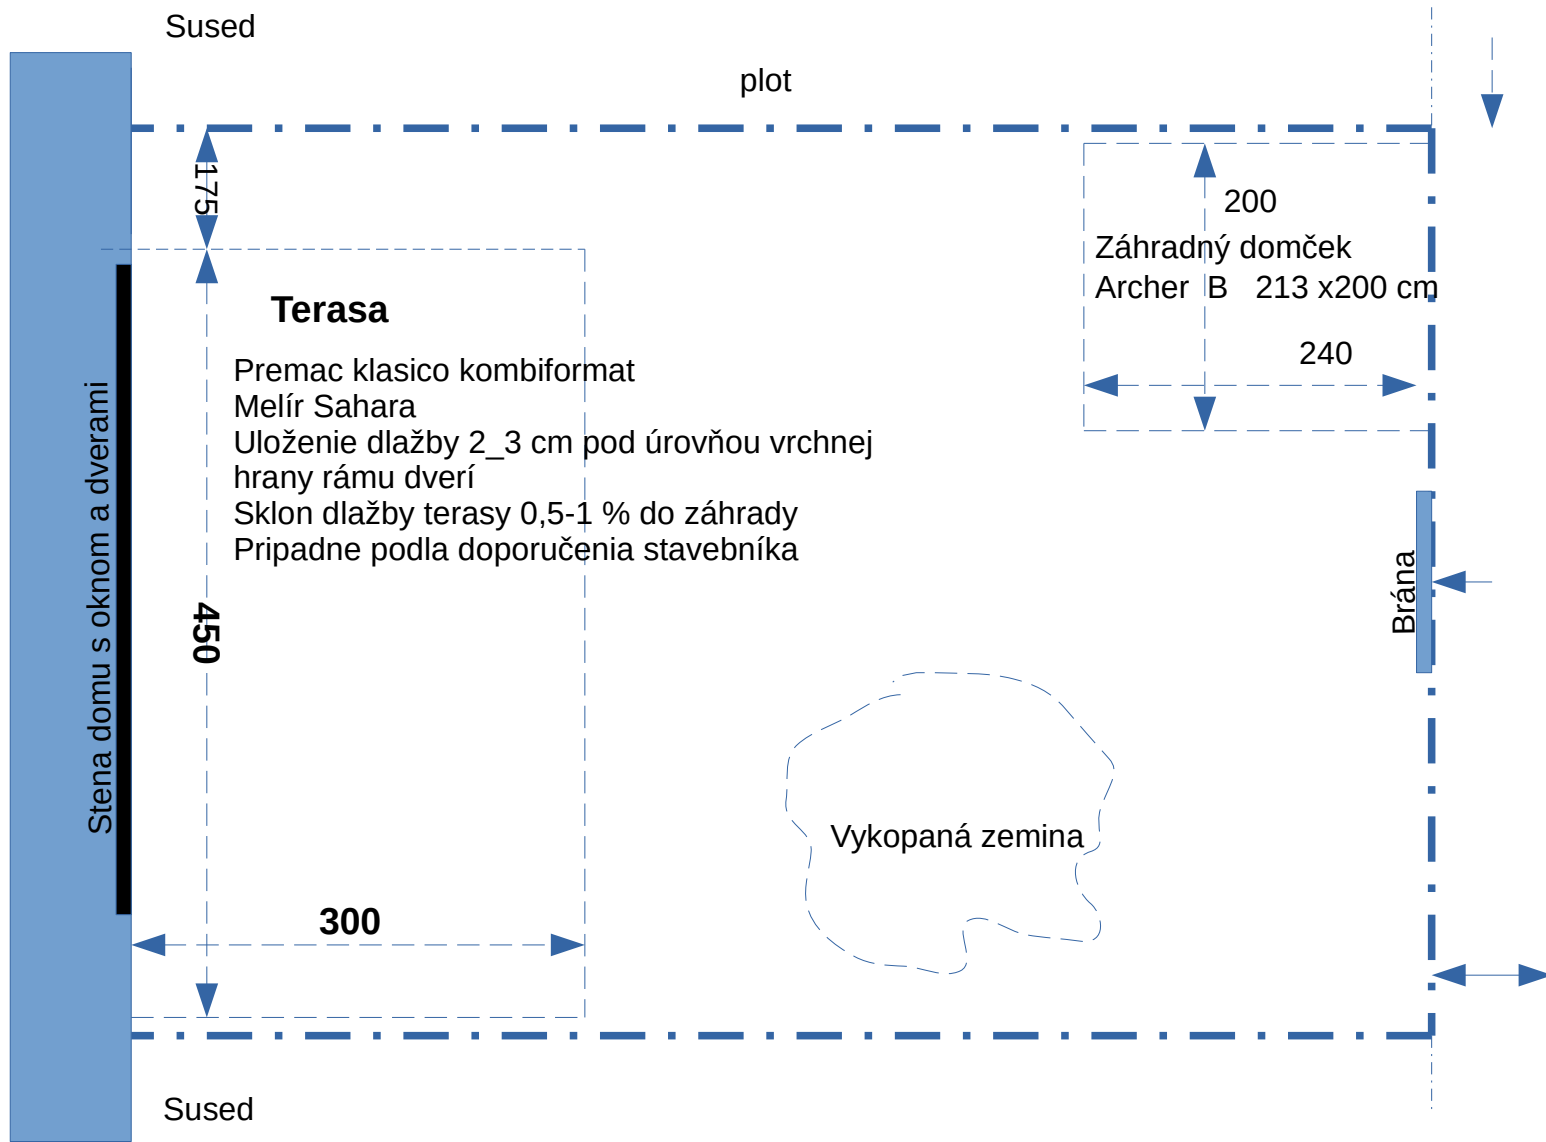 Sused
plot
175
200
Záhradný domček
Archer  B   213 x200 cm
240
Terasa
Premac klasico kombiformat
Melír Sahara
Uloženie dlažby 2_3 cm pod úrovňou vrchnej
hrany rámu dverí
Sklon dlažby terasy 0,5-1 % do záhrady
Pripadne podla doporučenia stavebníka
Stena domu s oknom a dverami
450
Brána
Vykopaná zemina
300
Sused